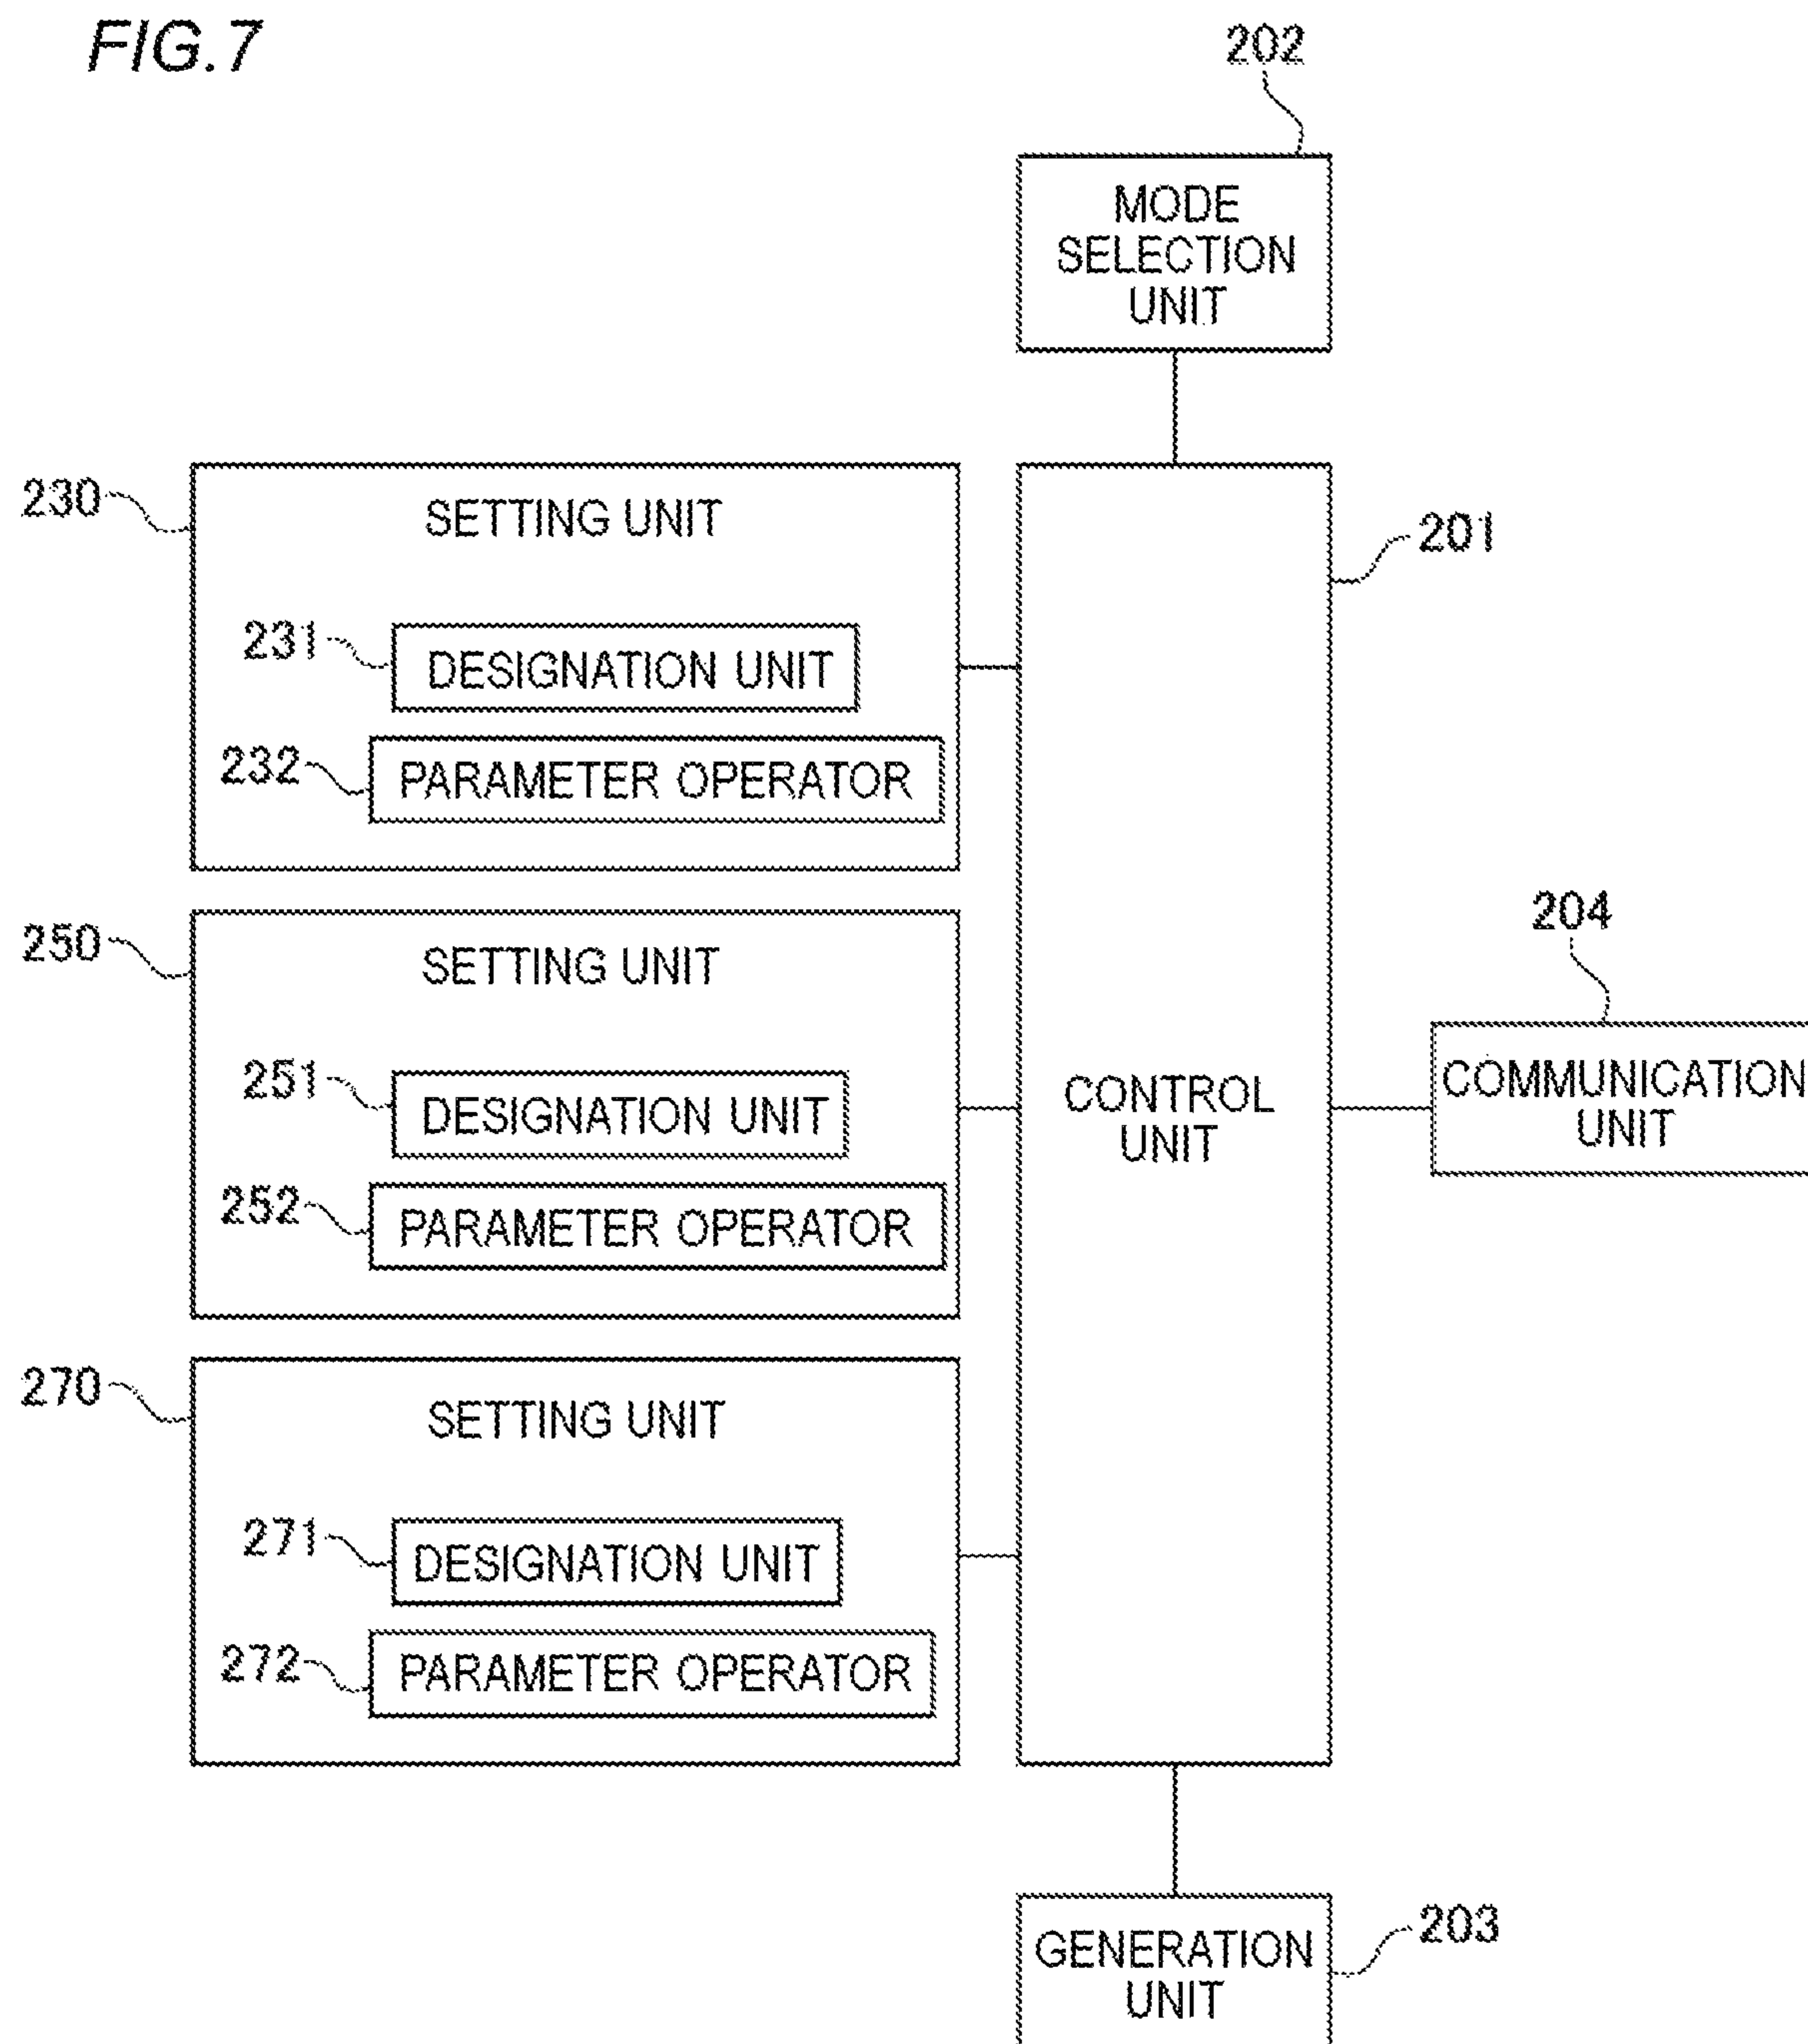 FIG.7
202
MODE
SELECTION
UNIT
230
SETTING UNIT
201
231
DESIGNATION UNIT
232
PARAMETER OPERATOR
250
SETTING UNIT
204
251
DESIGNATION UNIT
CONTROL
UNIT
COMMUNICATION
UNIT
252
PARAMETER OPERATOR
270
SETTING UNIT
271
DESIGNATION UNIT
272
PARAMETER OPERATOR
GENERATION
UNIT
203